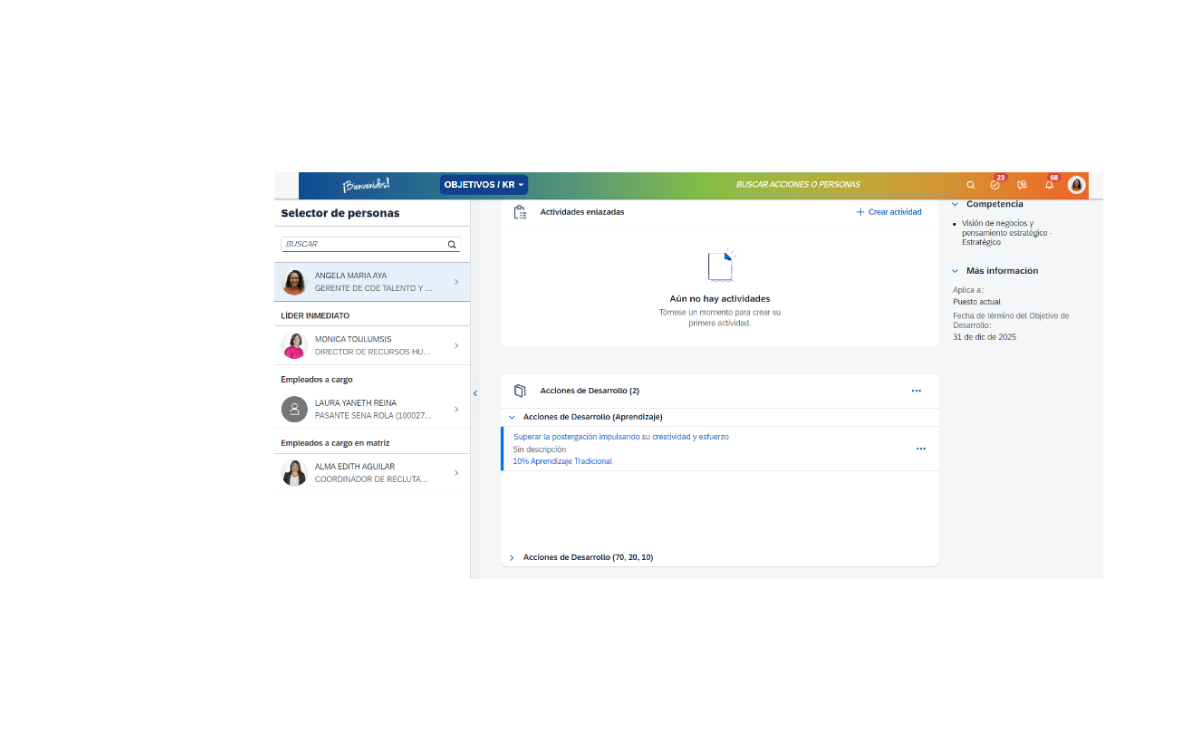 ¡Bienvenidos!
OBJETIVOS / KR
BUSCAR ACCIONES O PERSONAS
23
68
Selector de personas
BUSCAR
ANGELA MARIA AYA
GERENTE DE CDE TALENTO Y ...
LÍDER INMEDIATO
MONICA TOULUMSIS
DIRECTOR DE RECURSOS HU...
Empleados a cargo
LAURA YANETH REINA
PASANTE SENA ROLA (100027...
Empleados a cargo en matriz
ALMA EDITH AGUILAR
COORDINADOR DE RECLUTA...
Actividades enlazadas
Crear actividad
Aún no hay actividades
Tómese un momento para crear su
primera actividad.
Acciones de Desarrollo (2)
Acciones de Desarrollo (Aprendizaje)
Superar la postergación impulsando su creatividad y esfuerzo
Sin descripción
10% Aprendizaje Tradicional
Acciones de Desarrollo (70, 20, 10)
Competencia
• Visión de negocios y
pensamiento estratégico -
Estratégico
Más información
Aplica a:
Puesto actual
Fecha de término del Objetivo de
Desarrollo:
31 de dic de 2025